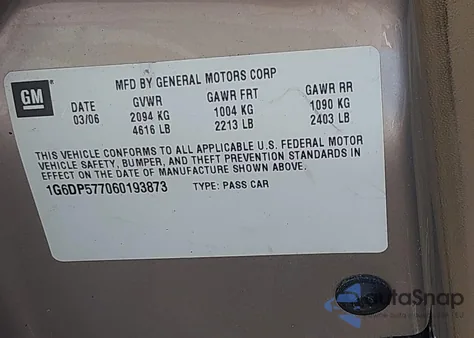 GM
MFD BY GENERAL MOTORS CORP
DATE GVWR GAWR FRT GAWR RR
03/06 2094 KG 1004 KG 1090 KG
4616 LB 2213 LB 2403 LB
THIS VEHICLE CONFORMS TO ALL APPLICABLE U.S. FEDERAL MOTOR
VEHICLE SAFETY, BUMPER, AND THEFT PREVENTION STANDARDS IN
EFFECT ON THE DATE OF MANUFACTURE SHOWN ABOVE.
1G6DP577060193873 TYPE: PASS CAR
autaSnap